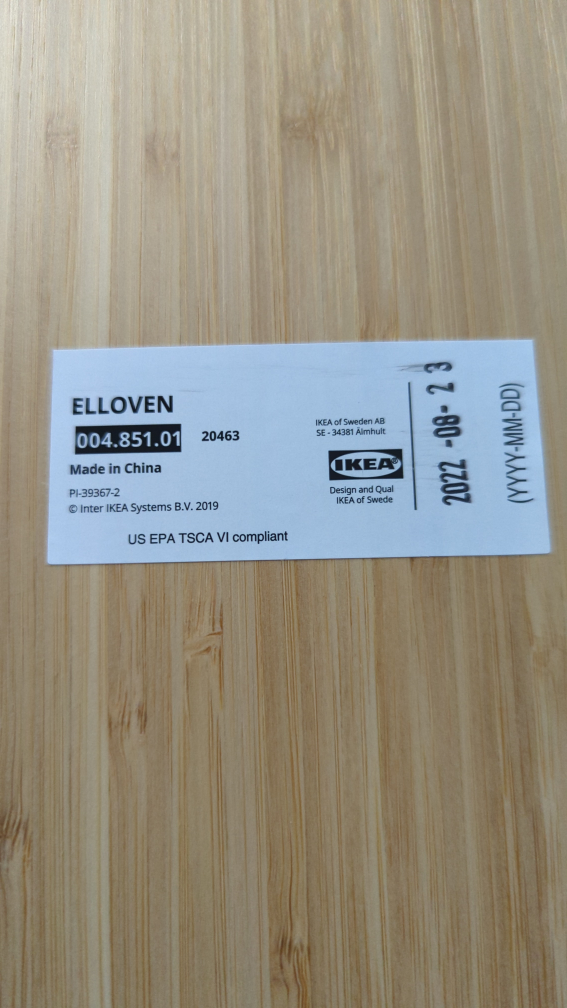 ELLOVEN
004.851.01 20463
Made in China
PI-39367-2
© Inter IKEA Systems B.V. 2019
US EPA TSCA VI compliant
IKEA of Sweden AB
SE - 34381 Älmhult
IKEA®
Design and Qual
IKEA of Swede
2022 -08- 23
(YYYY-MM-DD)